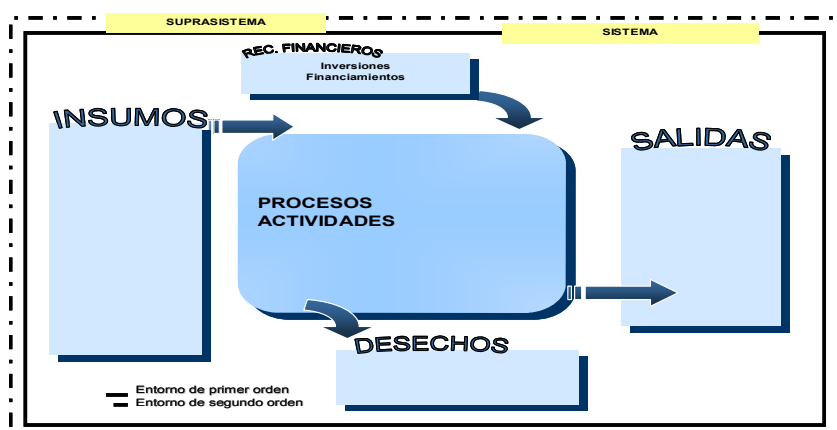 SUPRASISTEMA
SISTEMA
REC. FINANCIEROS
Inversiones
Financiamientos
INSUMOS
SALIDAS
PROCESOS
ACTIVIDADES
DESECHOS
Entorno de primer orden
Entorno de segundo orden